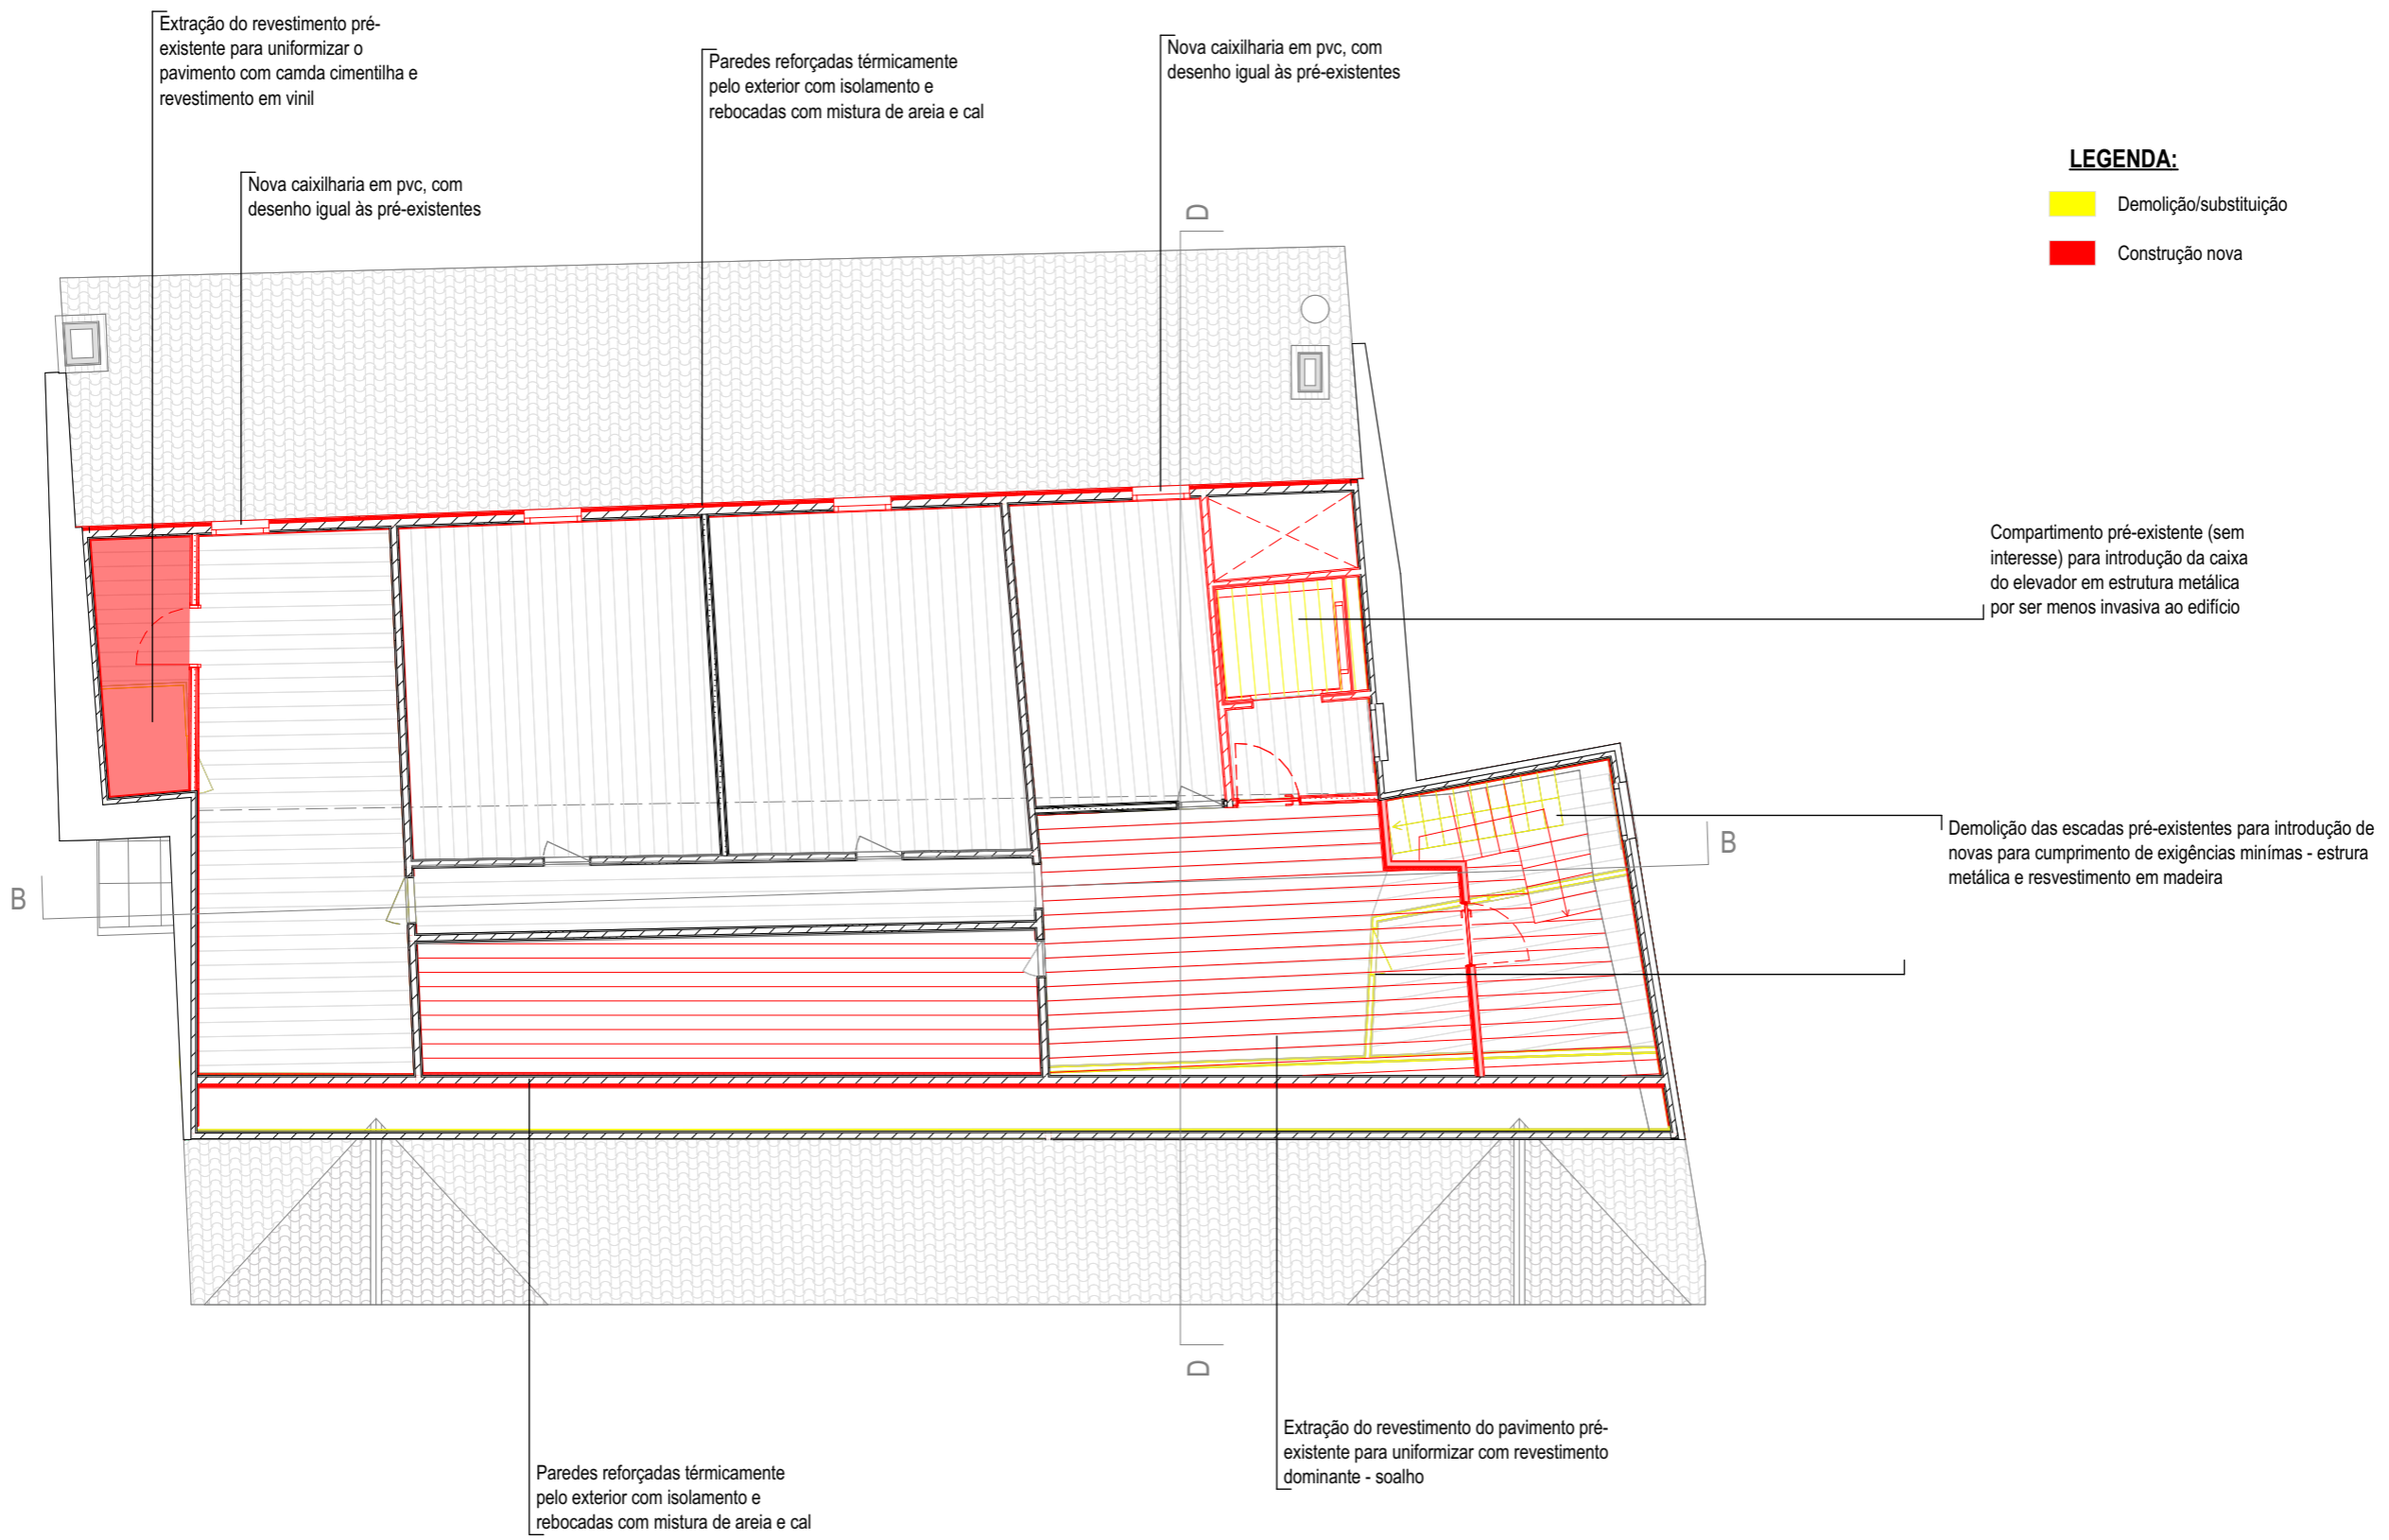 Extração do revestimento pré-
existente para uniformizar o
pavimento com camda cimentilha e
revestimento em vinil
Nova caixilharia em pvc, com
desenho igual às pré-existentes
Paredes reforçadas térmicamente
pelo exterior com isolamento e
rebocadas com mistura de areia e cal
Nova caixilharia em pvc, com
desenho igual às pré-existentes
LEGENDA:
Demolição/substituição
Construção nova
D
Compartimento pré-existente (sem
interesse) para introdução da caixa
do elevador em estrutura metálica
por ser menos invasiva ao edifício
Demolição das escadas pré-existentes para introdução de
novas para cumprimento de exigências minímas - estrura
metálica e resvestimento em madeira
B
B
D
Extração do revestimento do pavimento pré-
existente para uniformizar com revestimento
dominante - soalho
Paredes reforçadas térmicamente
pelo exterior com isolamento e
rebocadas com mistura de areia e cal